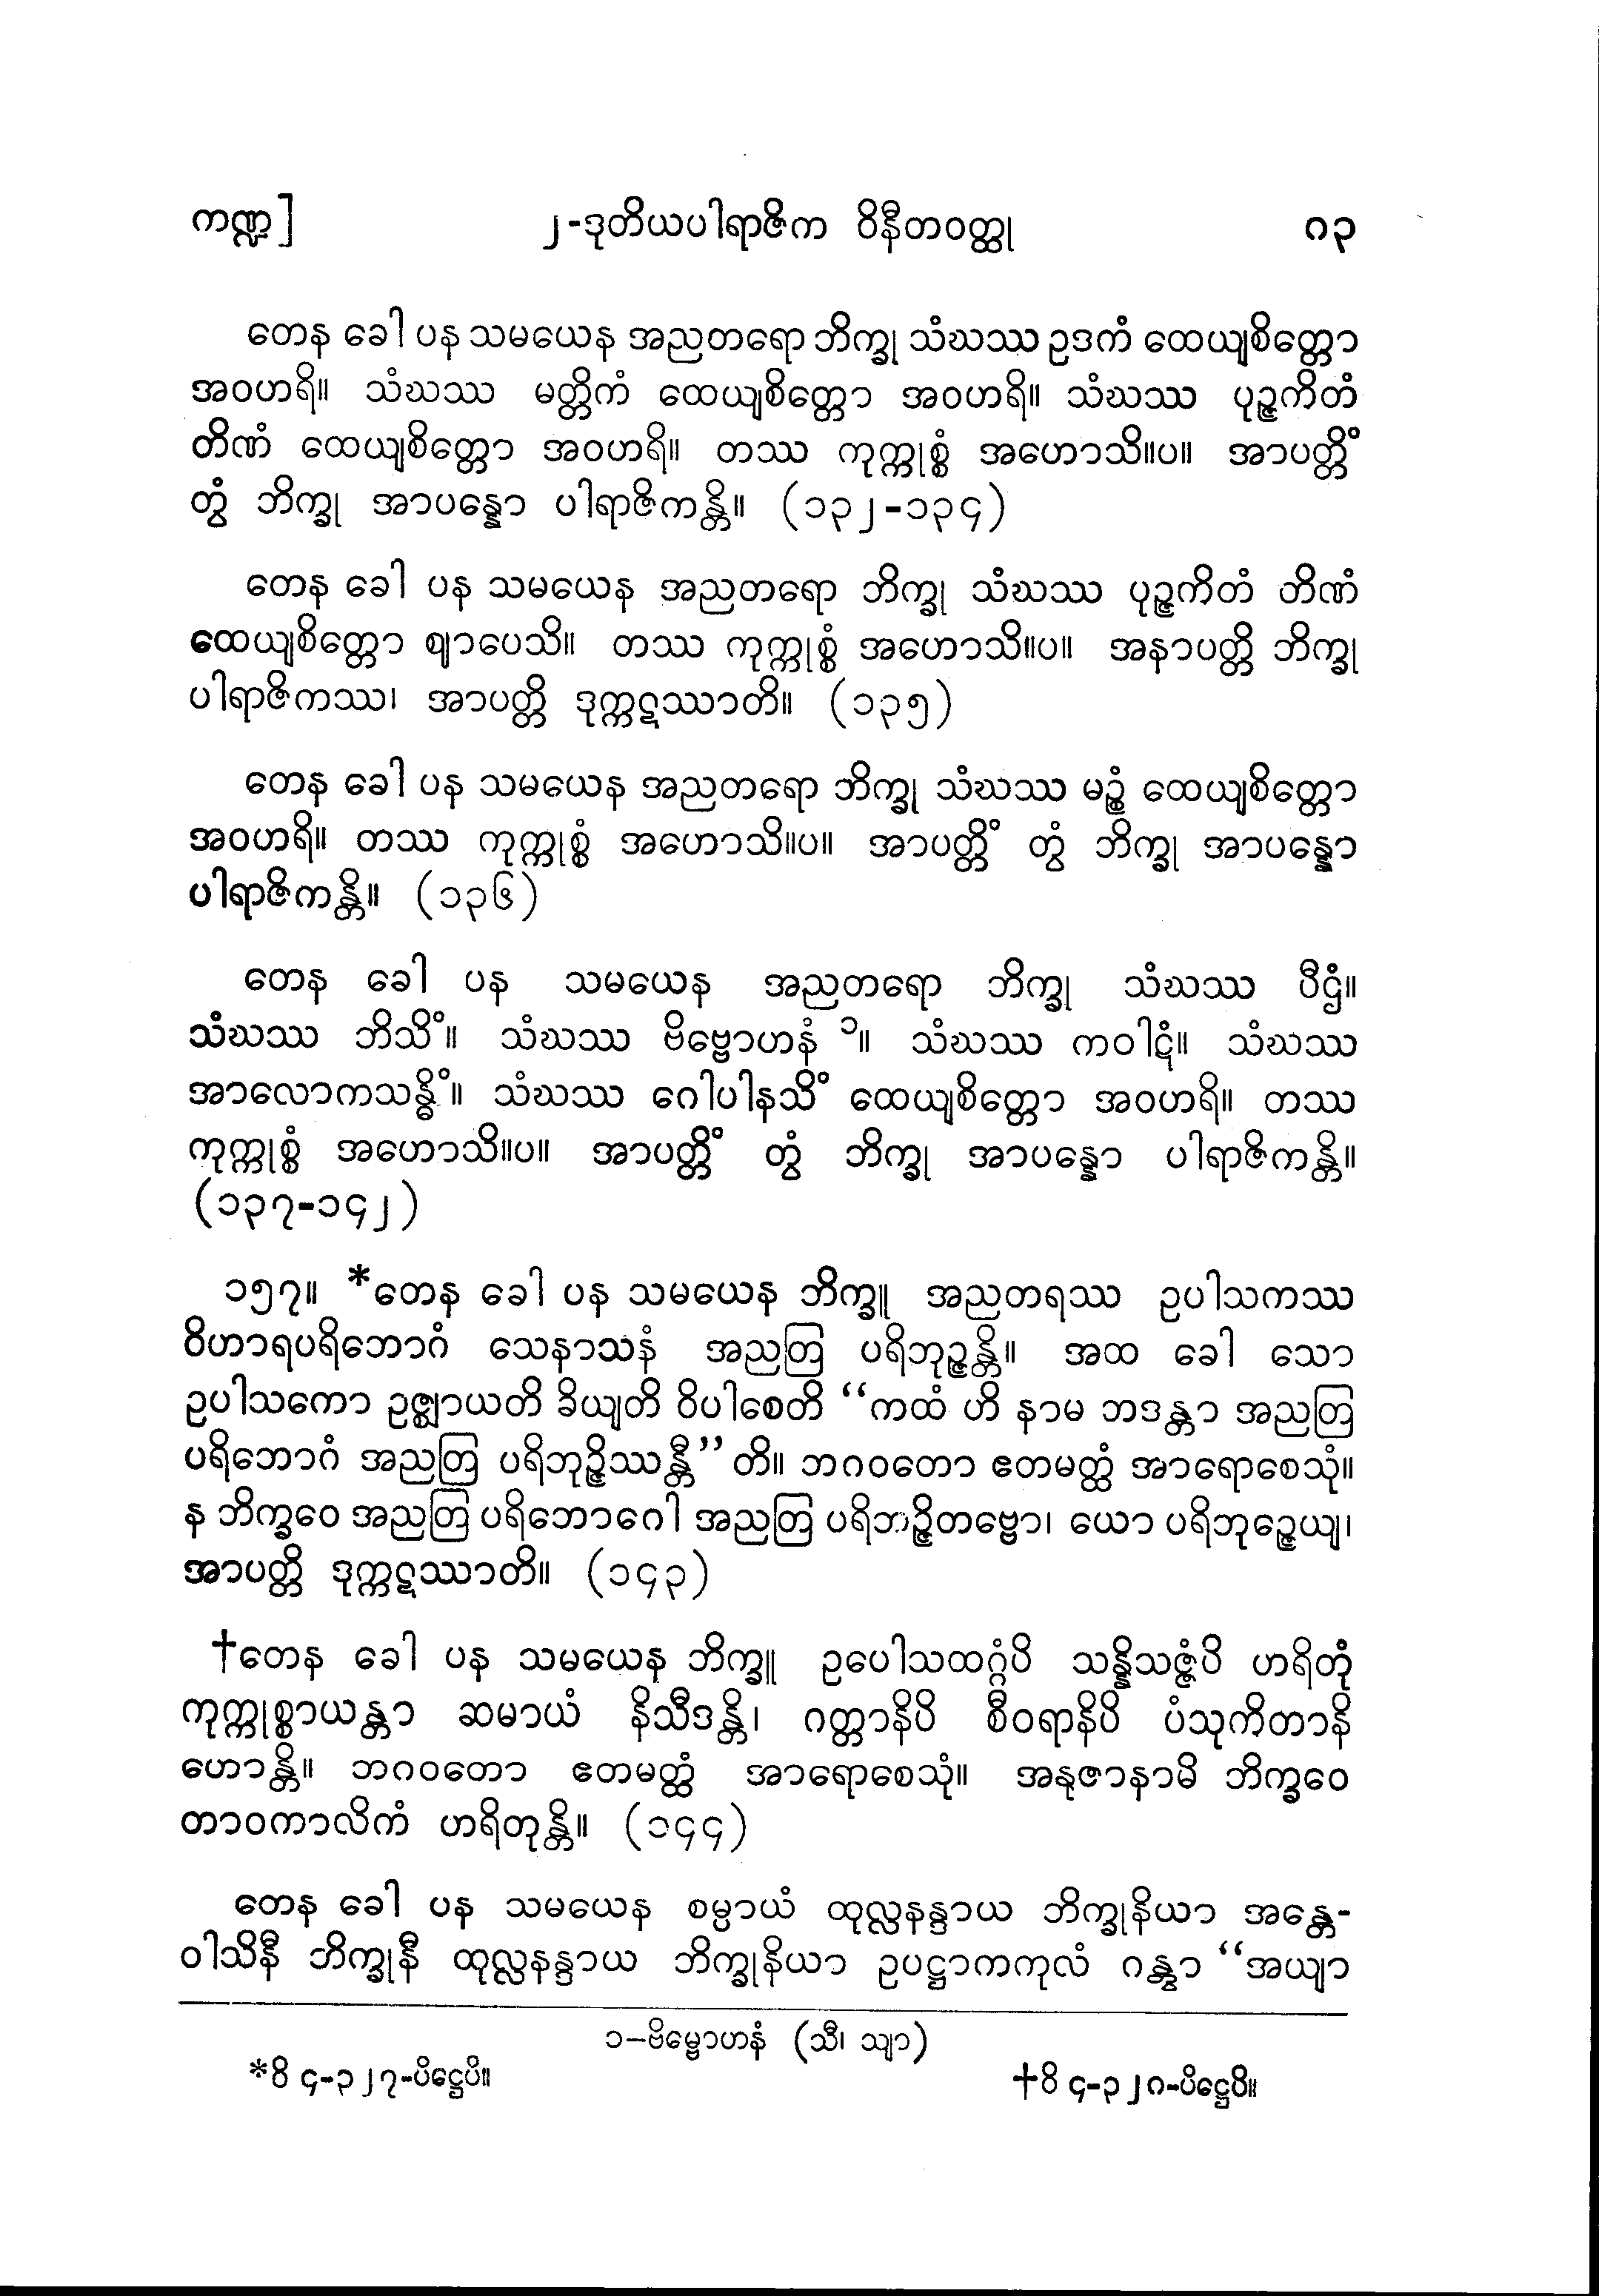 ကဏ္ဍ] ၂-ဒုတိယပါရာဇိက ဝိနီတဝတ္ထု ၈၃
တေန ခေါ ပန သမယေန အညတရော ဘိက္ခု သံဃဿ ဥဒကံ ထေယျစိတ္တော
အဝဟရိ။ သံဃဿ မတ္တိကံ ထေယျစိတ္တော အဝဟရိ။ သံဃဿ ပုဉ္ဇကိတံ
တိဏံ ထေယျစိတ္တော အဝဟရိ။ တဿ ကုက္ကုစ္စံ အဟောသိ။ပ။ အာပတ္တိံ
တွံ ဘိက္ခု အာပန္နော ပါရာဇိကန္တိ။ (၁၃၂-၁၃၄)
တေန ခေါ ပန သမယေန အညတရော ဘိက္ခု သံဃဿ ပုဉ္ဇကိတံ တိဏံ
ထေယျစိတ္တော ဈာပေသိ။ တဿ ကုက္ကုစ္စံ အဟောသိ။ပ။ အနာပတ္တိ ဘိက္ခု
ပါရာဇိကဿ၊ အာပတ္တိ ဒုက္ကဋဿာတိ။ (၁၃၅)
တေန ခေါ ပန သမယေန အညတရော ဘိက္ခု သံဃဿ မဉ္စံ ထေယျစိတ္တော
အဝဟရိ။ တဿ ကုက္ကုစ္စံ အဟောသိ။ပ။ အာပတ္တိံ တွံ ဘိက္ခု အာပန္နော
ပါရာဇိကန္တိ။ (၁၃၆)
တေန ခေါ ပန သမယေန အညတရော ဘိက္ခု သံဃဿ ပီဌံ။
သံဃဿ ဘိသိံ။ သံဃဿ ဗိဗ္ဗောဟနံ ၁။ သံဃဿ ကဝါဋံ။ သံဃဿ
အာလောကသန္ဓိံ။ သံဃဿ ဂေါပါနသိံ ထေယျစိတ္တော အဝဟရိ။ တဿ
ကုက္ကုစ္စံ အဟောသိ။ပ။ အာပတ္တိံ တွံ ဘိက္ခု အာပန္နော ပါရာဇိကန္တိ။
(၁၃၇-၁၄၂)
၁၅၇။ *တေန ခေါ ပန သမယေန ဘိက္ခူ အညတရဿ ဥပါသကဿ
ဝိဟာရပရိဘောဂံ သေနာသနံ အညတြ ပရိဘုဉ္ဇန္တိ။ အထ ခေါ သော
ဥပါသကော ဥဇ္ဈာယတိ ခိယျတိ ဝိပါစေတိ “ကထံ ဟိ နာမ ဘဒန္တာ အညတြ
ပရိဘောဂံ အညတြ ပရိဘုဉ္ဇိဿန္တီ”တိ။ ဘဂဝတော ဧတမတ္ထံ အာရောစေသုံ။
န ဘိက္ခဝေ အညတြ ပရိဘောဂေါ အညတြ ပရိဘုဉ္ဇိတဗ္ဗော၊ ယော ပရိဘုဉ္ဇေယျ၊
အာပတ္တိ ဒုက္ကဋဿာတိ။ (၁၄၃)
†တေန ခေါ ပန သမယေန ဘိက္ခူ ဥပေါသထဂ္ဂံပိ သန္နိသဇ္ဇံပိ ဟရိတုံ
ကုက္ကုစ္စာယန္တာ ဆမာယံ နိသီဒန္တိ၊ ဂတ္တာနိပိ စီဝရာနိပိ ပံသုကိတာနိ
ဟောန္တိ။ ဘဂဝတော ဧတမတ္ထံ အာရောစေသုံ။ အနုဇာနာမိ ဘိက္ခဝေ
တာဝကာလိကံ ဟရိတုန္တိ။ (၁၄၄)
တေန ခေါ ပန သမယေန စမ္ပာယံ ထုလ္လနန္ဒာယ ဘိက္ခုနိယာ အန္တေ-
ဝါသိနီ ဘိက္ခုနီ ထုလ္လနန္ဒာယ ဘိက္ခုနိယာ ဥပဋ္ဌာကကုလံ ဂန္တွာ “အယျာ
၁–ဗိမ္ဗောဟနံ (သီ၊ သျာ)
*ဝိ ၄-၃၂၇-ပိဋ္ဌေပိ။ †ဝိ ၄-၃၂၈-ပိဋ္ဌေပိ။